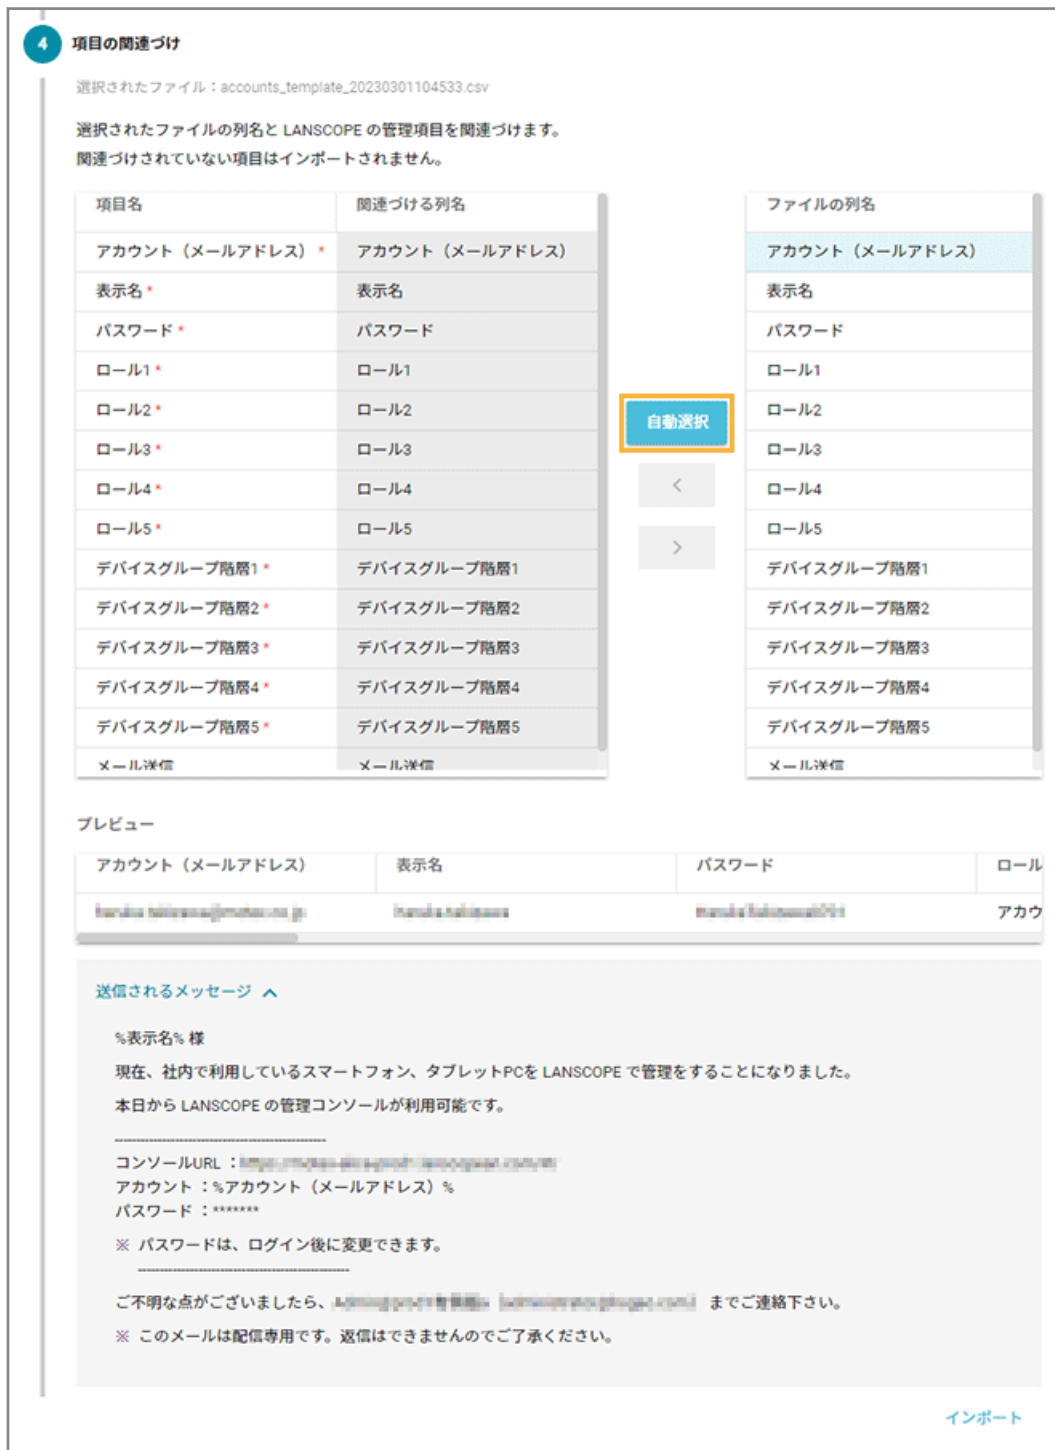 4 項目の関連づけ
選択されたファイル：accounts_template_20230301104533.csv
選択されたファイルの列名と LANSCOPE の管理項目を関連づけます。
関連づけされていない項目はインポートされません。
項目名 関連づける列名 ファイルの列名
アカウント（メールアドレス） * アカウント（メールアドレス） アカウント（メールアドレス）
表示名 * 表示名 表示名
パスワード * パスワード パスワード
ロール1 * ロール1 ロール1
ロール2 * ロール2 ロール2
自動選択
ロール3 * ロール3 ロール3
ロール4 * ロール4 < ロール4
ロール5 * ロール5 ロール5
>
デバイスグループ階層1 * デバイスグループ階層1 デバイスグループ階層1
デバイスグループ階層2 * デバイスグループ階層2 デバイスグループ階層2
デバイスグループ階層3 * デバイスグループ階層3 デバイスグループ階層3
デバイスグループ階層4 * デバイスグループ階層4 デバイスグループ階層4
デバイスグループ階層5 * デバイスグループ階層5 デバイスグループ階層5
メール送信 メール送信 メール送信
プレビュー
アカウント（メールアドレス） 表示名 パスワード ロール
アカウ
送信されるメッセージ
%表示名% 様
現在、社内で利用しているスマートフォン、タブレットPCを LANSCOPE で管理をすることになりました。
本日から LANSCOPE の管理コンソールが利用可能です。
------------------------------------------------
コンソールURL ：
アカウント ：%アカウント（メールアドレス）%
パスワード ：*******
※ パスワードは、ログイン後に変更できます。
------------------------------------------------
ご不明な点がございましたら、 までご連絡下さい。
※ このメールは配信専用です。返信はできませんのでご了承ください。
インポート